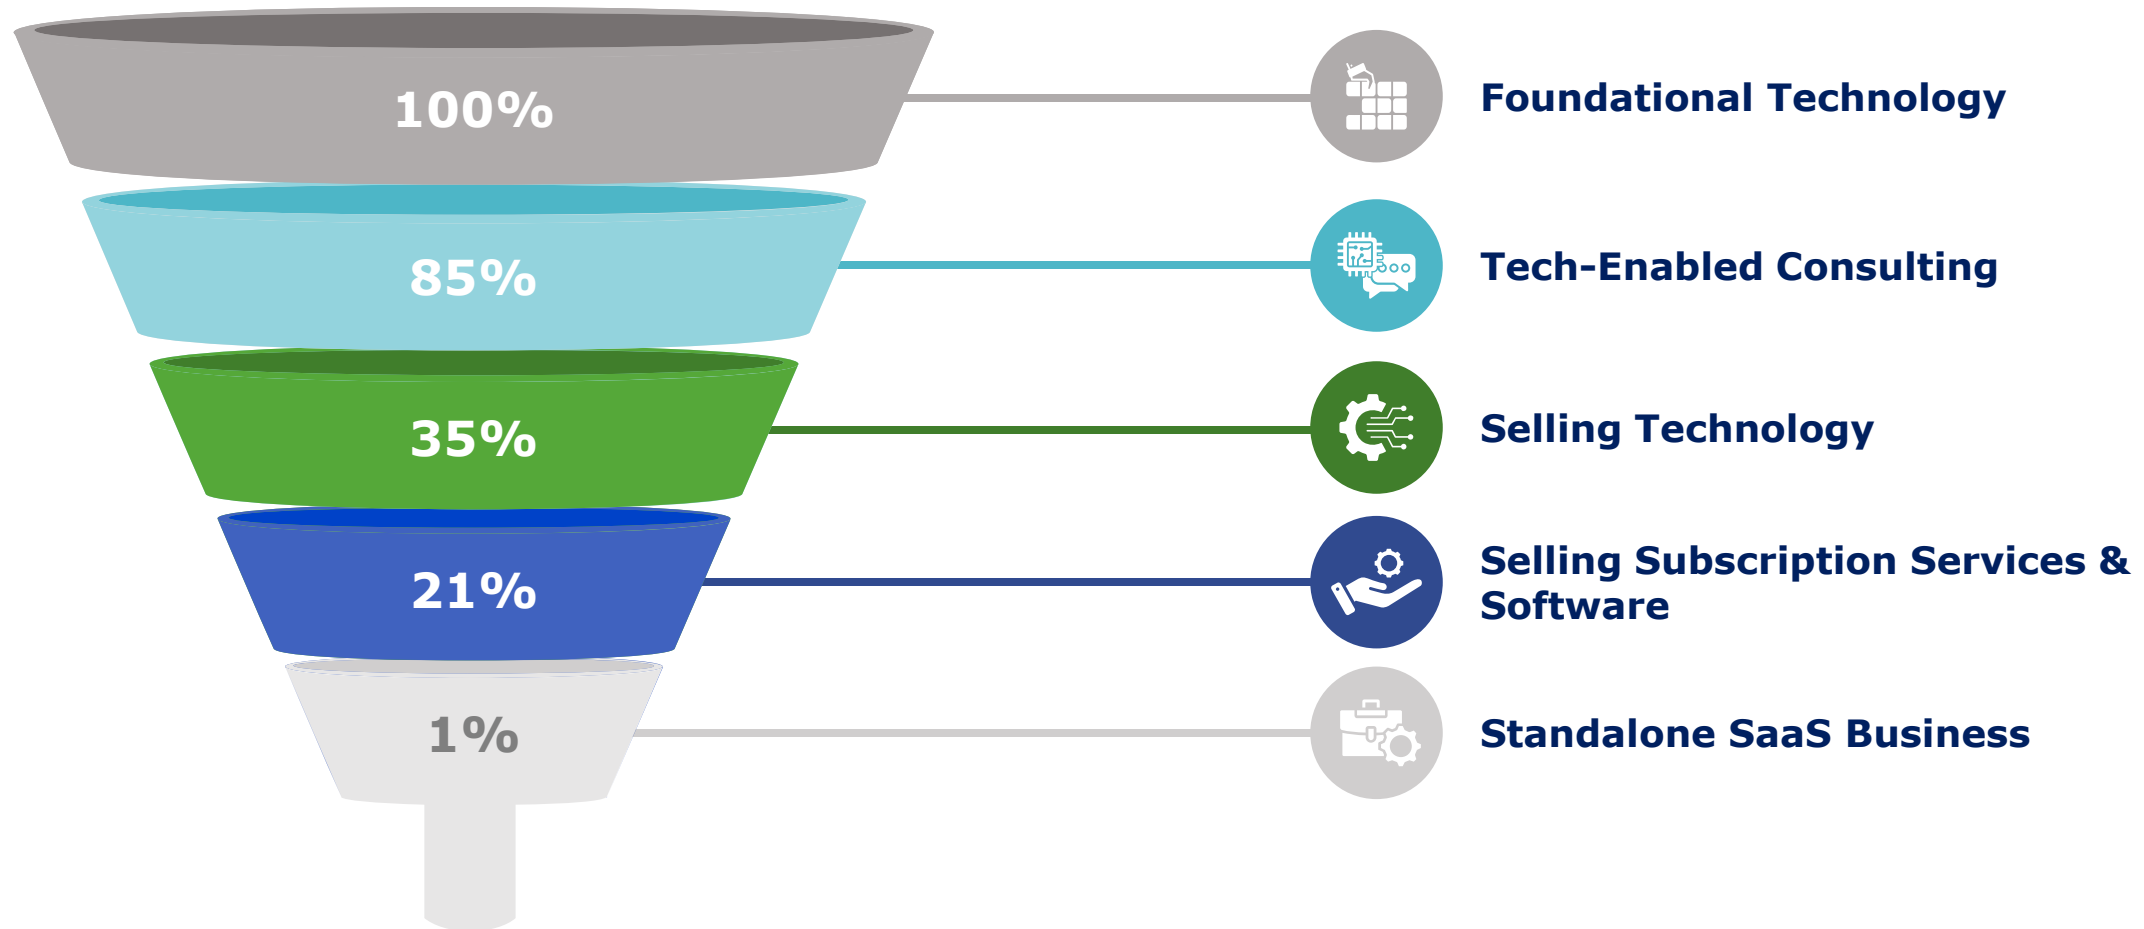 100%
Foundational Technology
85%
Tech-Enabled Consulting
35%
Selling Technology
21%
Selling Subscription Services &
Software
1%
Standalone SaaS Business